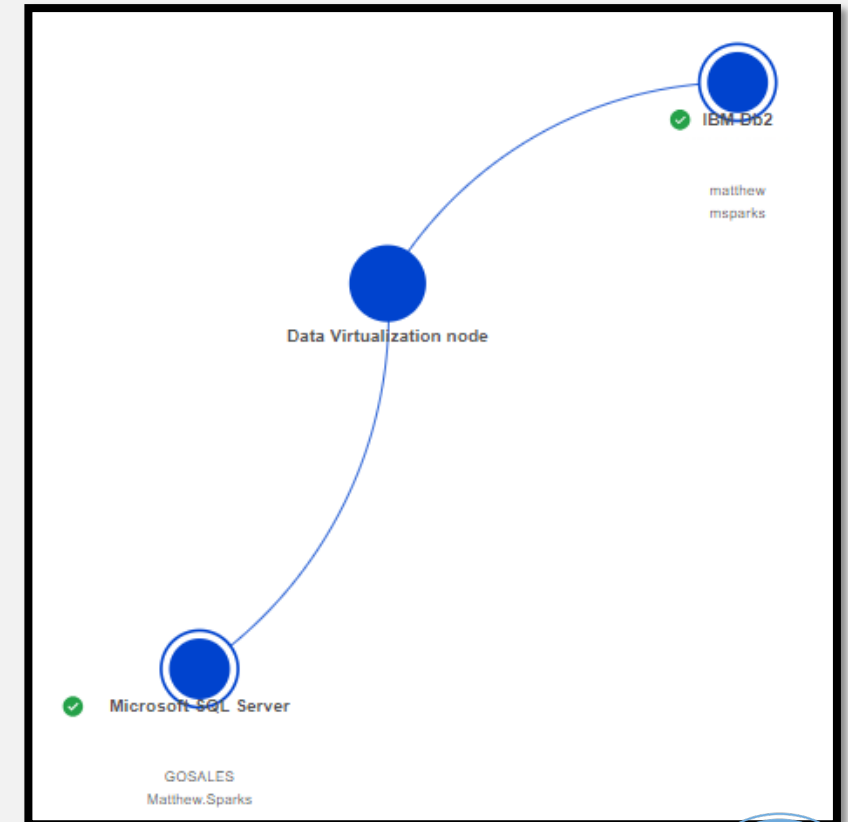 IBM Db2
matthew
msparks
Data Virtualization node
Microsoft SQL Server
GOSALES
Matthew.Sparks